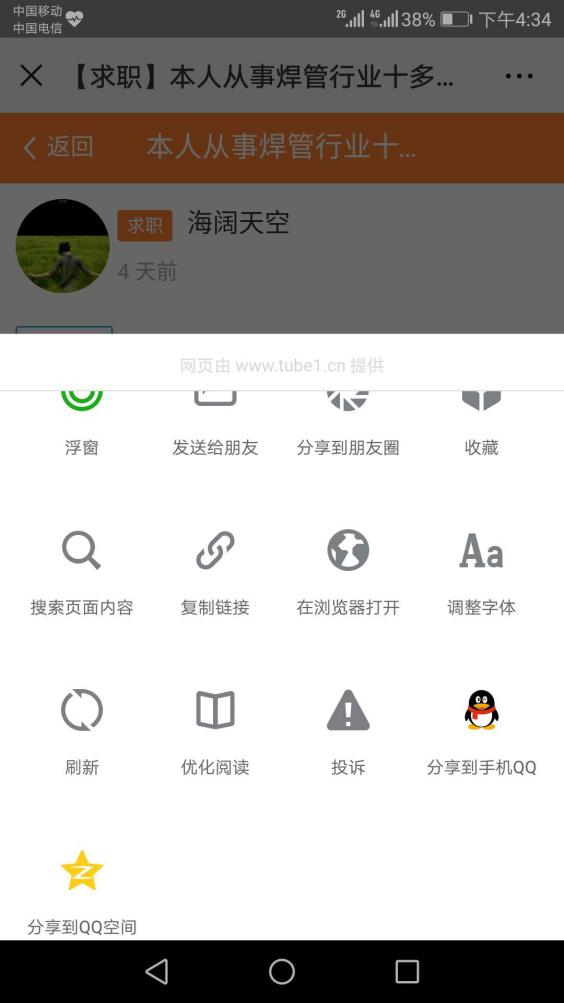 中国移动
中国电信
2G 4G 38% 下午4:34
【求职】本人从事焊管行业十多...
返回 本人从事焊管行业十...
求职 海阔天空
4 天前
网页由 www.tube1.cn 提供
浮窗 发送给朋友 分享到朋友圈 收藏
Aa
搜索页面内容 复制链接 在浏览器打开 调整字体
刷新 优化阅读 投诉 分享到手机QQ
分享到QQ空间